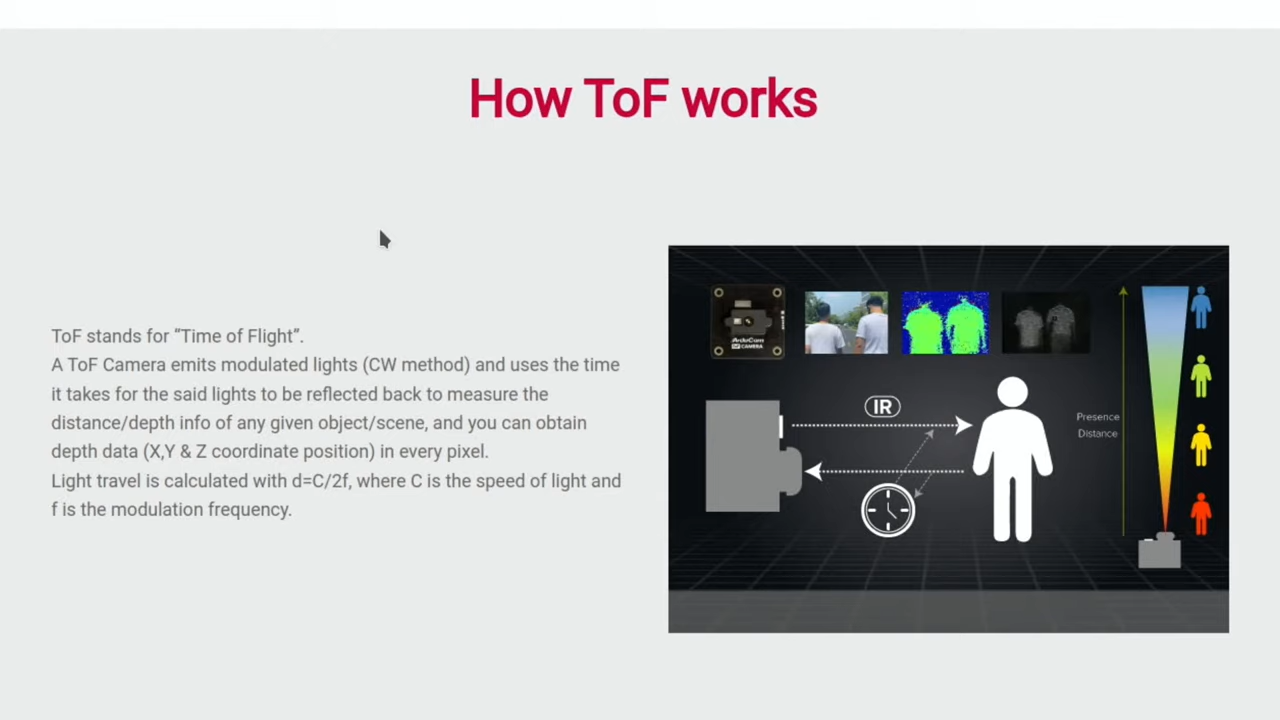 How ToF works
ToF stands for “Time of Flight”.
A ToF Camera emits modulated lights (CW method) and uses the time
it takes for the said lights to be reflected back to measure the
distance/depth info of any given object/scene, and you can obtain
depth data (X,Y & Z coordinate position) in every pixel.
Light travel is calculated with d=C/2f, where C is the speed of light and
f is the modulation frequency.
ArduCam
ToF CAMERA
IR
Presence
Distance